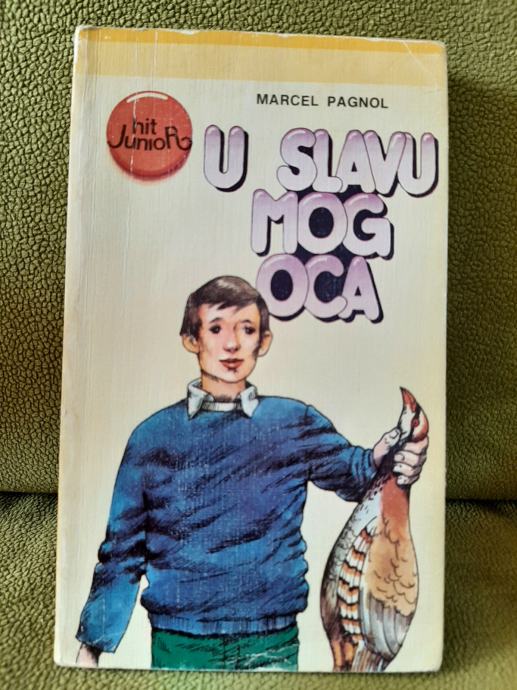 MARCEL PAGNOL
hit
JuniOR
U SLAVU
MOG
OCA